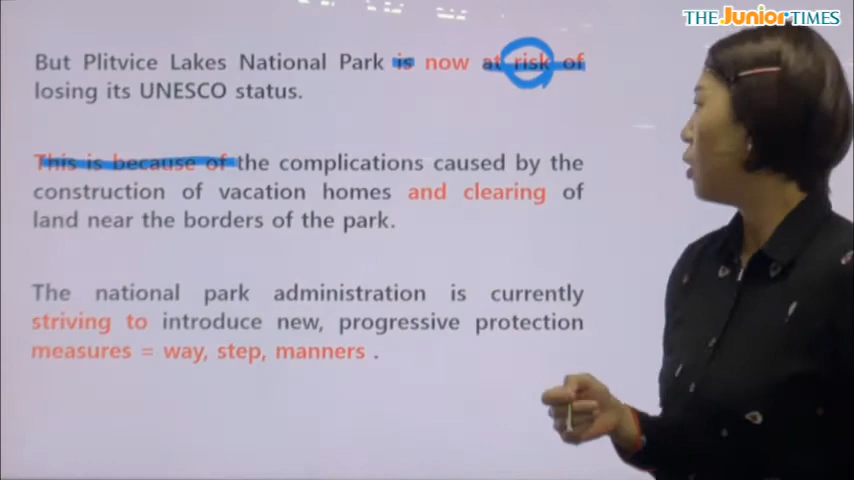 THE Junior TIMES
But Plitvice Lakes National Park is now at risk of
losing its UNESCO status.
This is because of the complications caused by the
construction of vacation homes and clearing of
land near the borders of the park.
The national park administration is currently
striving to introduce new, progressive protection
measures = way, step, manners .